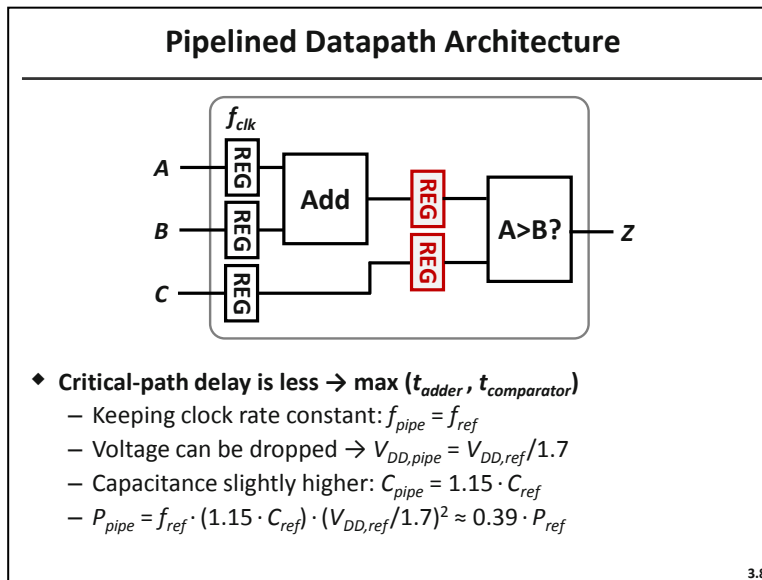 Pipelined Datapath Architecture
f_clk
A
REG
Add
REG
B
REG
A>B?
Z
REG
C
REG
◆ Critical-path delay is less → max (t_adder , t_comparator)
– Keeping clock rate constant: f_pipe = f_ref
– Voltage can be dropped → V_DD,pipe = V_DD,ref/1.7
– Capacitance slightly higher: C_pipe = 1.15 · C_ref
– P_pipe = f_ref · (1.15 · C_ref) · (V_DD,ref/1.7)² ≈ 0.39 · P_ref